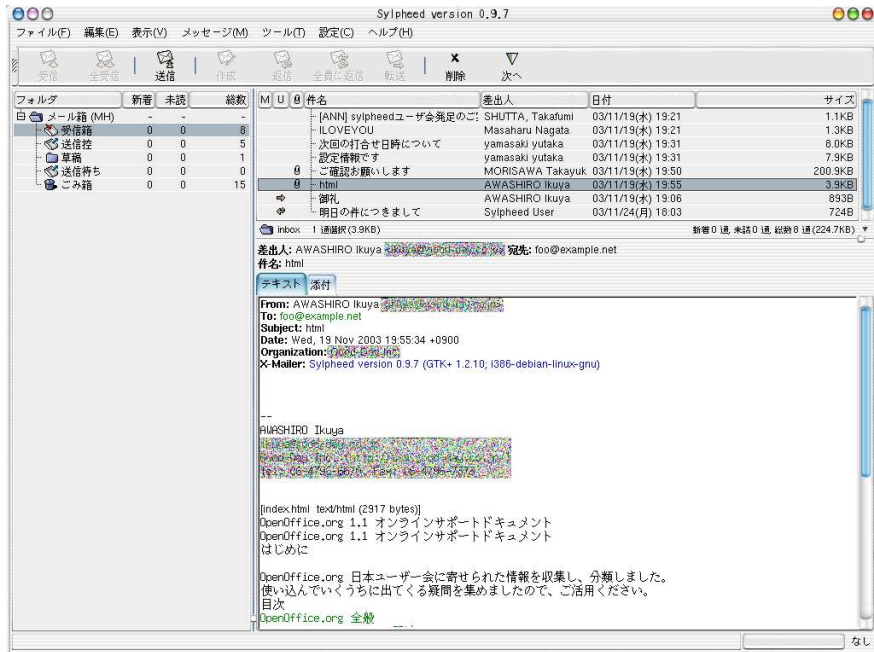 Sylpheed version 0.9.7
ファイル(F) 編集(E) 表示(V) メッセージ(M) ツール(T) 設定(C) ヘルプ(H)
受信 全受信 送信 作成 返信 全員に返信 転送 削除 次へ
フォルダ 新着 未読 総数
メール箱 (MH) - - -
受信箱 0 0 8
送信控 0 0 5
草稿 0 0 1
送信待ち 0 0 0
ごみ箱 0 0 15
M U 件名 差出人 日付 サイズ
[ANN] sylpheedユーザ会発足のご SHUTTA, Takafumi 03/11/19(水) 19:21 1.1KB
ILOVEYOU Masaharu Nagata 03/11/19(水) 19:21 1.3KB
次回の打合せ日時について yamasaki yutaka 03/11/19(水) 19:31 8.0KB
設定情報です yamasaki yutaka 03/11/19(水) 19:31 7.9KB
ご確認お願いします MORISAWA Takayuk 03/11/19(水) 19:50 200.9KB
html AWASHIRO Ikuya 03/11/19(水) 19:55 3.9KB
御礼 AWASHIRO Ikuya 03/11/19(水) 19:06 893B
明日の件につきまして Sylpheed User 03/11/24(月) 18:03 724B
inbox 1 通選択(3.9KB) 新着 0 通, 未読 0 通, 総数 8 通(224.7KB)
差出人: AWASHIRO Ikuya 宛先: foo@example.net
件名: html
テキスト 添付
From: AWASHIRO Ikuya
To: foo@example.net
Subject: html
Date: Wed, 19 Nov 2003 19:55:34 +0900
Organization:
X-Mailer: Sylpheed version 0.9.7 (GTK+ 1.2.10; i386-debian-linux-gnu)
--
AWASHIRO Ikuya
[index.html text/html (2917 bytes)]
OpenOffice.org 1.1 オンラインサポートドキュメント
OpenOffice.org 1.1 オンラインサポートドキュメント
はじめに
OpenOffice.org 日本ユーザー会に寄せられた情報を収集し、分類しました。
使い込んでいくうちに出てくる疑問を集めましたので、ご活用ください。
目次
OpenOffice.org 全般
なし